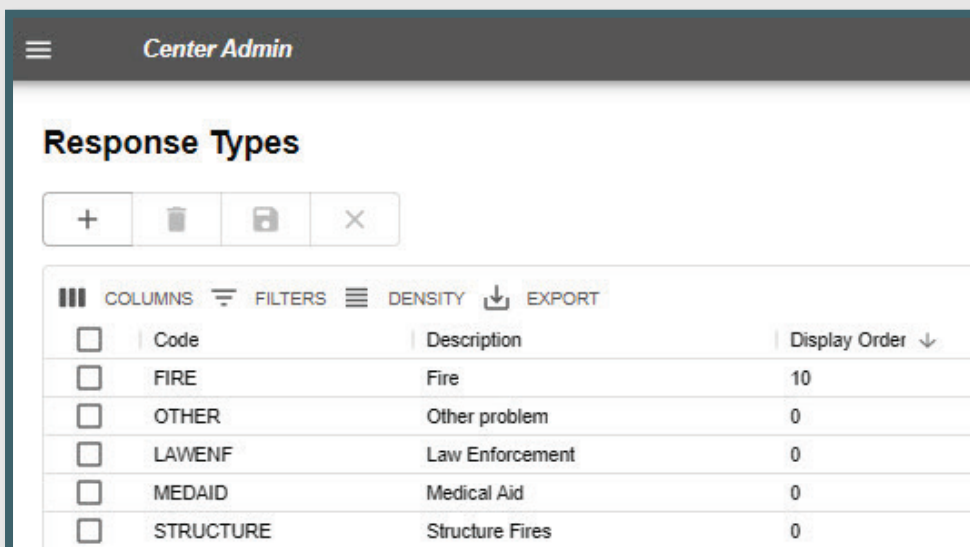 Center Admin
Response Types
COLUMNS FILTERS DENSITY EXPORT
Code Description Display Order
FIRE Fire 10
OTHER Other problem 0
LAWENF Law Enforcement 0
MEDAID Medical Aid 0
STRUCTURE Structure Fires 0